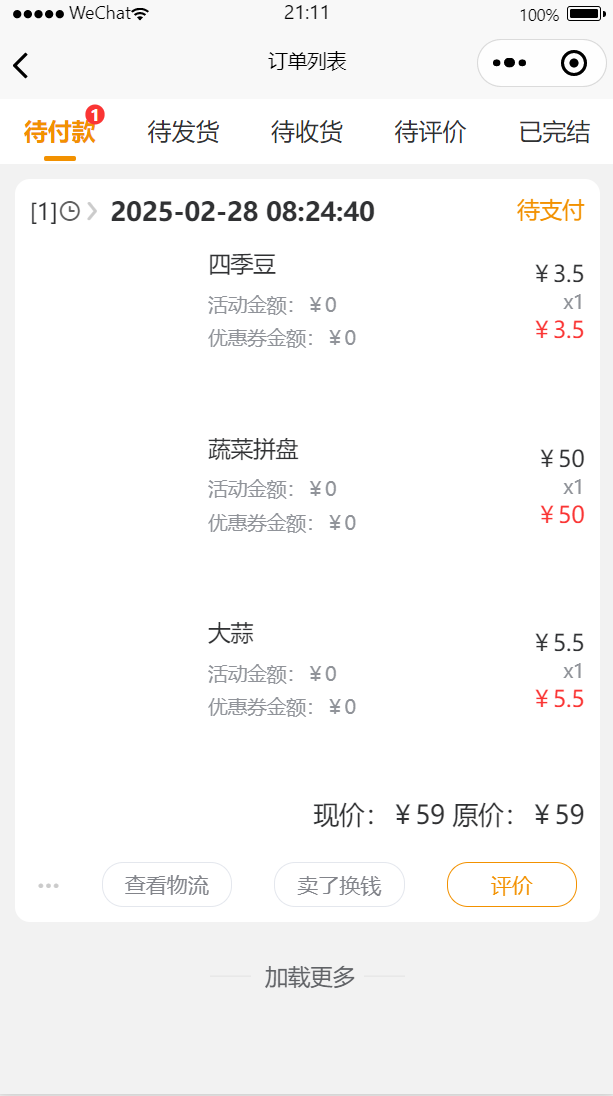 WeChat 21:11 100%
订单列表
待付款 1 待发货 待收货 待评价 已完结
[1] 2025-02-28 08:24:40 待支付
四季豆 ¥3.5
活动金额：¥0 x1
优惠券金额：¥0 ¥3.5
蔬菜拼盘 ¥50
活动金额：¥0 x1
优惠券金额：¥0 ¥50
大蒜 ¥5.5
活动金额：¥0 x1
优惠券金额：¥0 ¥5.5
现价：¥59 原价：¥59
查看物流 卖了换钱 评价
加载更多